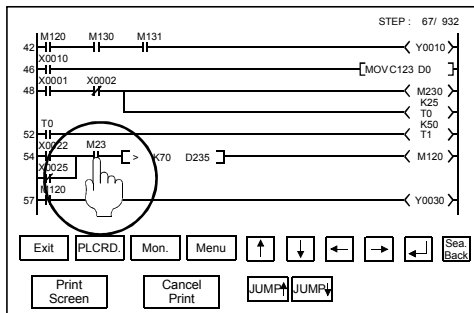 STEP : 67/ 932
M120 M130 M131
42 Y0010
X0010
46 MOV C123 D0
X0001 X0002
48 M230
K25
T0
T0 K50
52 T1
X0022 M23
54 > K70 D235 M120
X0025
M120
57 Y0030
Exit PLCRD. Mon. Menu Sea. Back
Print Screen Cancel Print JUMP JUMP